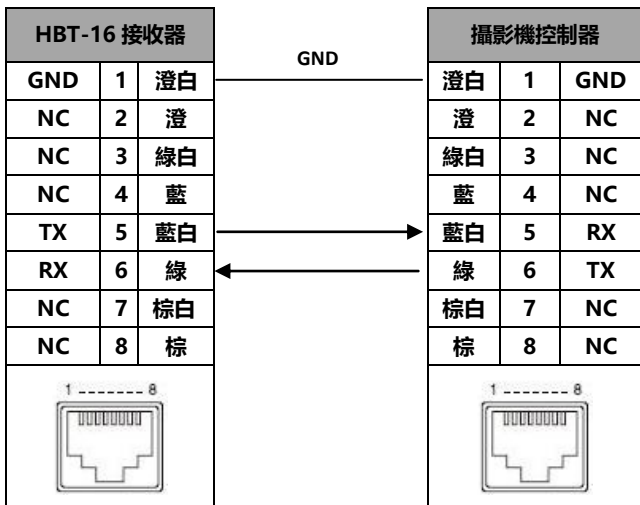 HBT-16 接收器 攝影機控制器
GND
GND 1 澄白 澄白 1 GND
NC 2 澄 澄 2 NC
NC 3 綠白 綠白 3 NC
NC 4 藍 藍 4 NC
TX 5 藍白 藍白 5 RX
RX 6 綠 綠 6 TX
NC 7 棕白 棕白 7 NC
NC 8 棕 棕 8 NC
1 ------- 8 1 ------- 8